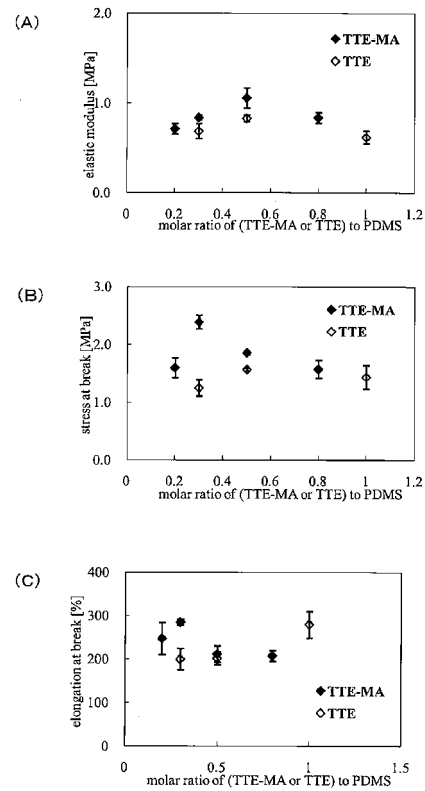 (A)
2.0
1.0
0.0
elastic modulus [MPa]
TTE-MA
TTE
0 0.2 0.4 0.6 0.8 1 1.2
molar ratio of (TTE-MA or TTE) to PDMS
(B)
3.0
2.0
1.0
0.0
stress at break [MPa]
TTE-MA
TTE
0 0.2 0.4 0.6 0.8 1 1.2
molar ratio of (TTE-MA or TTE) to PDMS
(C)
400
300
200
100
0
elongation at break [%]
TTE-MA
TTE
0 0.5 1 1.5
molar ratio of (TTE-MA or TTE) to PDMS